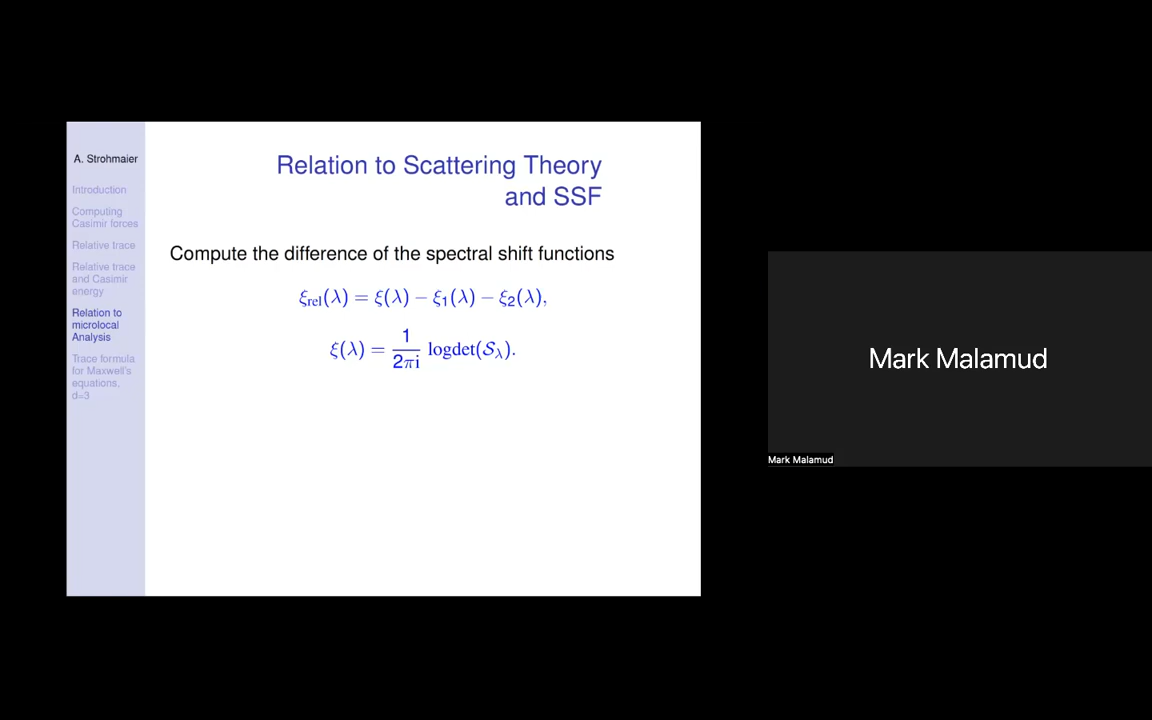 A. Strohmaier
Introduction
Computing
Casimir forces
Relative trace
Relative trace
and Casimir
energy
Relation to
microlocal
Analysis
Trace formula
for Maxwell's
equations,
d=3
Relation to Scattering Theory
and SSF
Compute the difference of the spectral shift functions
ξ_rel(λ) = ξ(λ) − ξ₁(λ) − ξ₂(λ),
ξ(λ) = 1/(2πi) logdet(𝒮_λ).
Mark Malamud
Mark Malamud